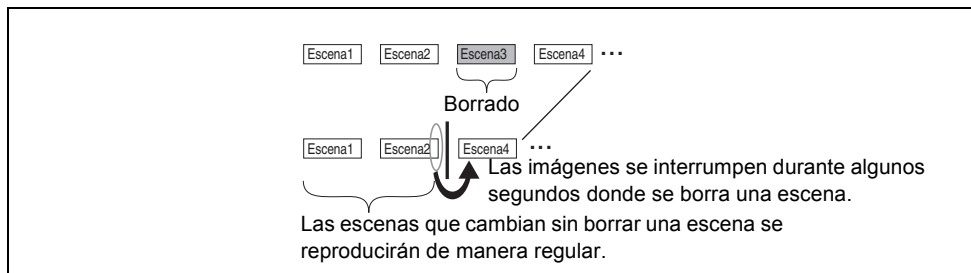 Escena1 Escena2 Escena3 Escena4 ...
Borrado
Escena1 Escena2 Escena4 ...
Las imágenes se interrumpen durante algunos
segundos donde se borra una escena.
Las escenas que cambian sin borrar una escena se
reproducirán de manera regular.